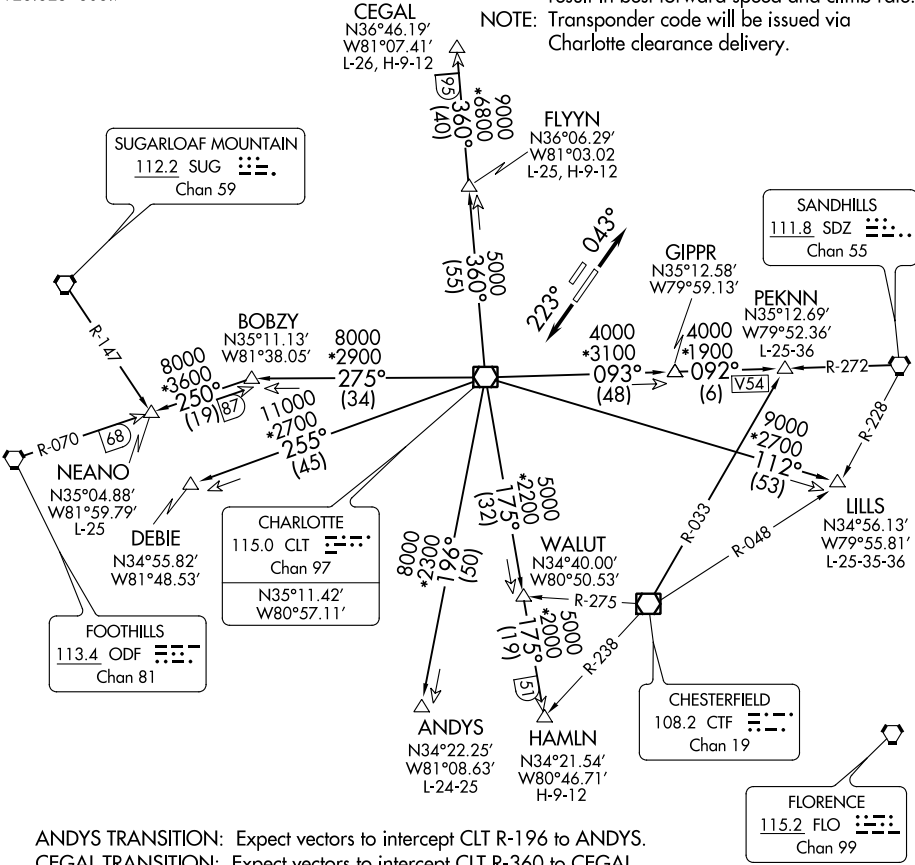 CEGAL
N36°46.19'
W81°07.41'
L-26, H-9-12
NOTE: Transponder code will be issued via
Charlotte clearance delivery.
95
360°
(40)
9000
*6800
FLYYN
N36°06.29'
W81°03.02
L-25, H-9-12
SUGARLOAF MOUNTAIN
112.2 SUG
Chan 59
SANDHILLS
111.8 SDZ
Chan 55
5000
360°
(55)
223°
043°
GIPPR
N35°12.58'
W79°59.13'
PEKNN
N35°12.69'
W79°52.36'
L-25-36
R-147
BOBZY
N35°11.13'
W81°38.05'
8000
*2900
275°
(34)
4000
*3100
093°
(48)
4000
*1900
092°
(6)
V54
R-272
8000
*3600
250°
(19)
87
R-070
68
11000
*2700
255°
(45)
9000
*2700
112°
(53)
R-228
NEANO
N35°04.88'
W81°59.79'
L-25
DEBIE
N34°55.82'
W81°48.53'
CHARLOTTE
115.0 CLT
Chan 97
N35°11.42'
W80°57.11'
8000
*2300
196°
(50)
5000
*2200
175°
(32)
WALUT
N34°40.00'
W80°50.53'
R-033
R-048
LILLS
N34°56.13'
W79°55.81'
L-25-35-36
R-275
5000
*2000
175°
(19)
51
R-238
FOOTHILLS
113.4 ODF
Chan 81
CHESTERFIELD
108.2 CTF
Chan 19
ANDYS
N34°22.25'
W81°08.63'
L-24-25
HAMLN
N34°21.54'
W80°46.71'
H-9-12
FLORENCE
115.2 FLO
Chan 99
ANDYS TRANSITION: Expect vectors to intercept CLT R-196 to ANDYS.
CEGAL TRANSITION: Expect vectors to intercept CLT R-360 to CEGAL